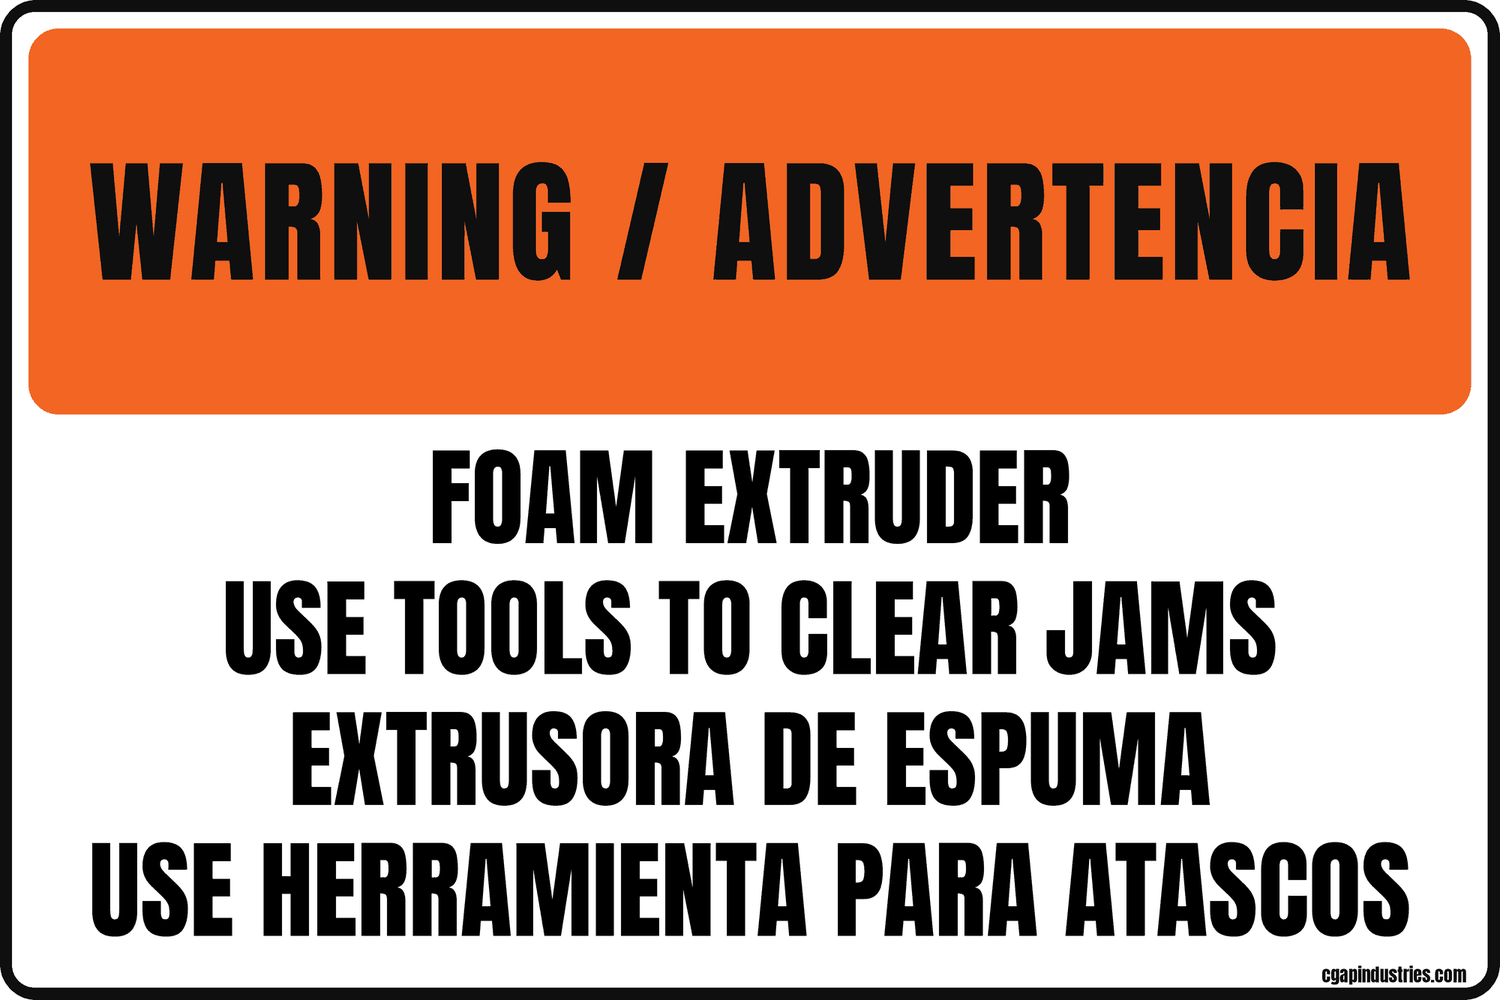 WARNING / ADVERTENCIA
FOAM EXTRUDER
USE TOOLS TO CLEAR JAMS
EXTRUSORA DE ESPUMA
USE HERRAMIENTA PARA ATASCOS
cgapindustries.com